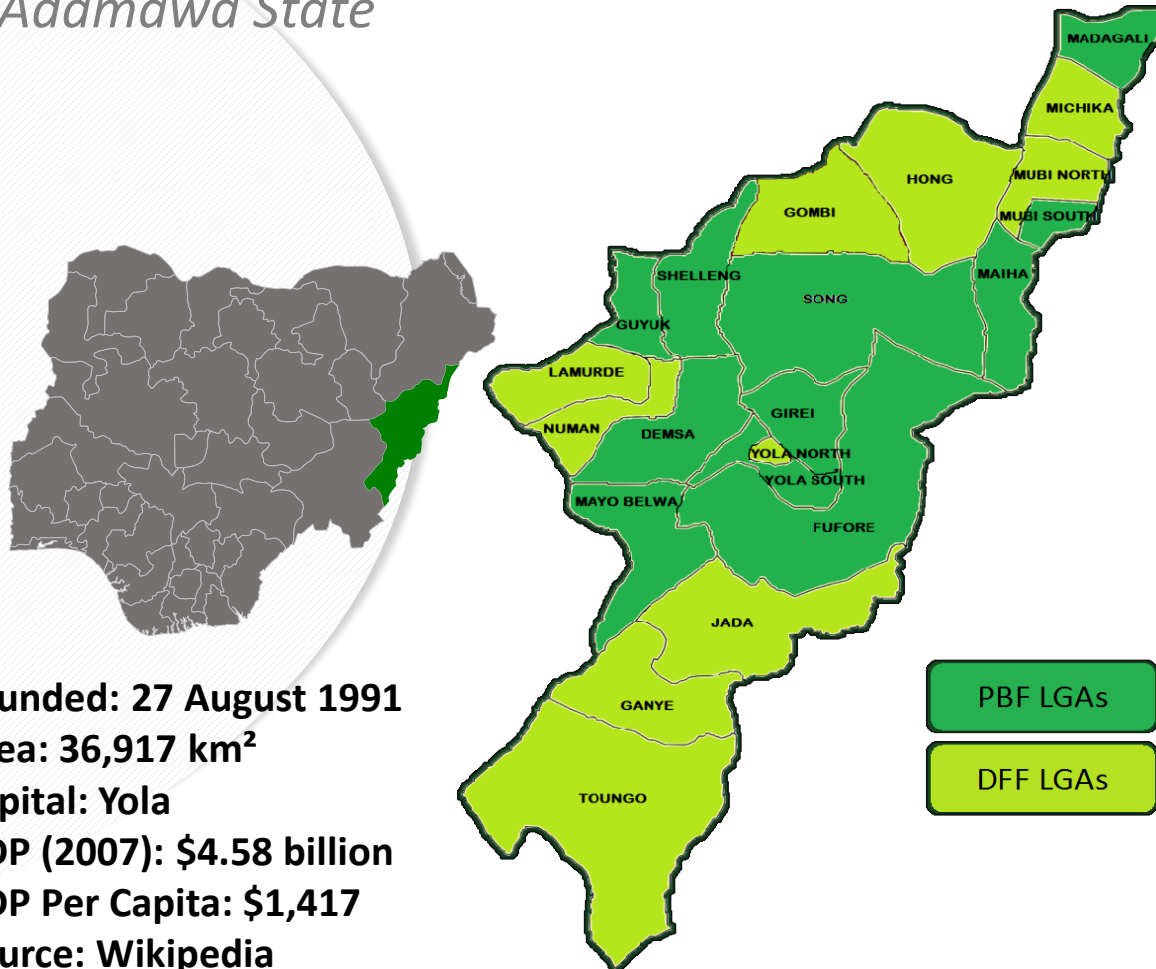 Adamawa State
MADAGALI
MICHIKA
MUBI NORTH
MUBI SOUTH
HONG
GOMBI
MAIHA
SHELLENG
SONG
GUYUK
LAMURDE
GIREI
NUMAN
DEMSA
YOLA NORTH
YOLA SOUTH
MAYO BELWA
FUFORE
JADA
GANYE
TOUNGO
PBF LGAs
DFF LGAs
unded: 27 August 1991
ea: 36,917 km²
pital: Yola
DP (2007): $4.58 billion
DP Per Capita: $1,417
urce: Wikipedia